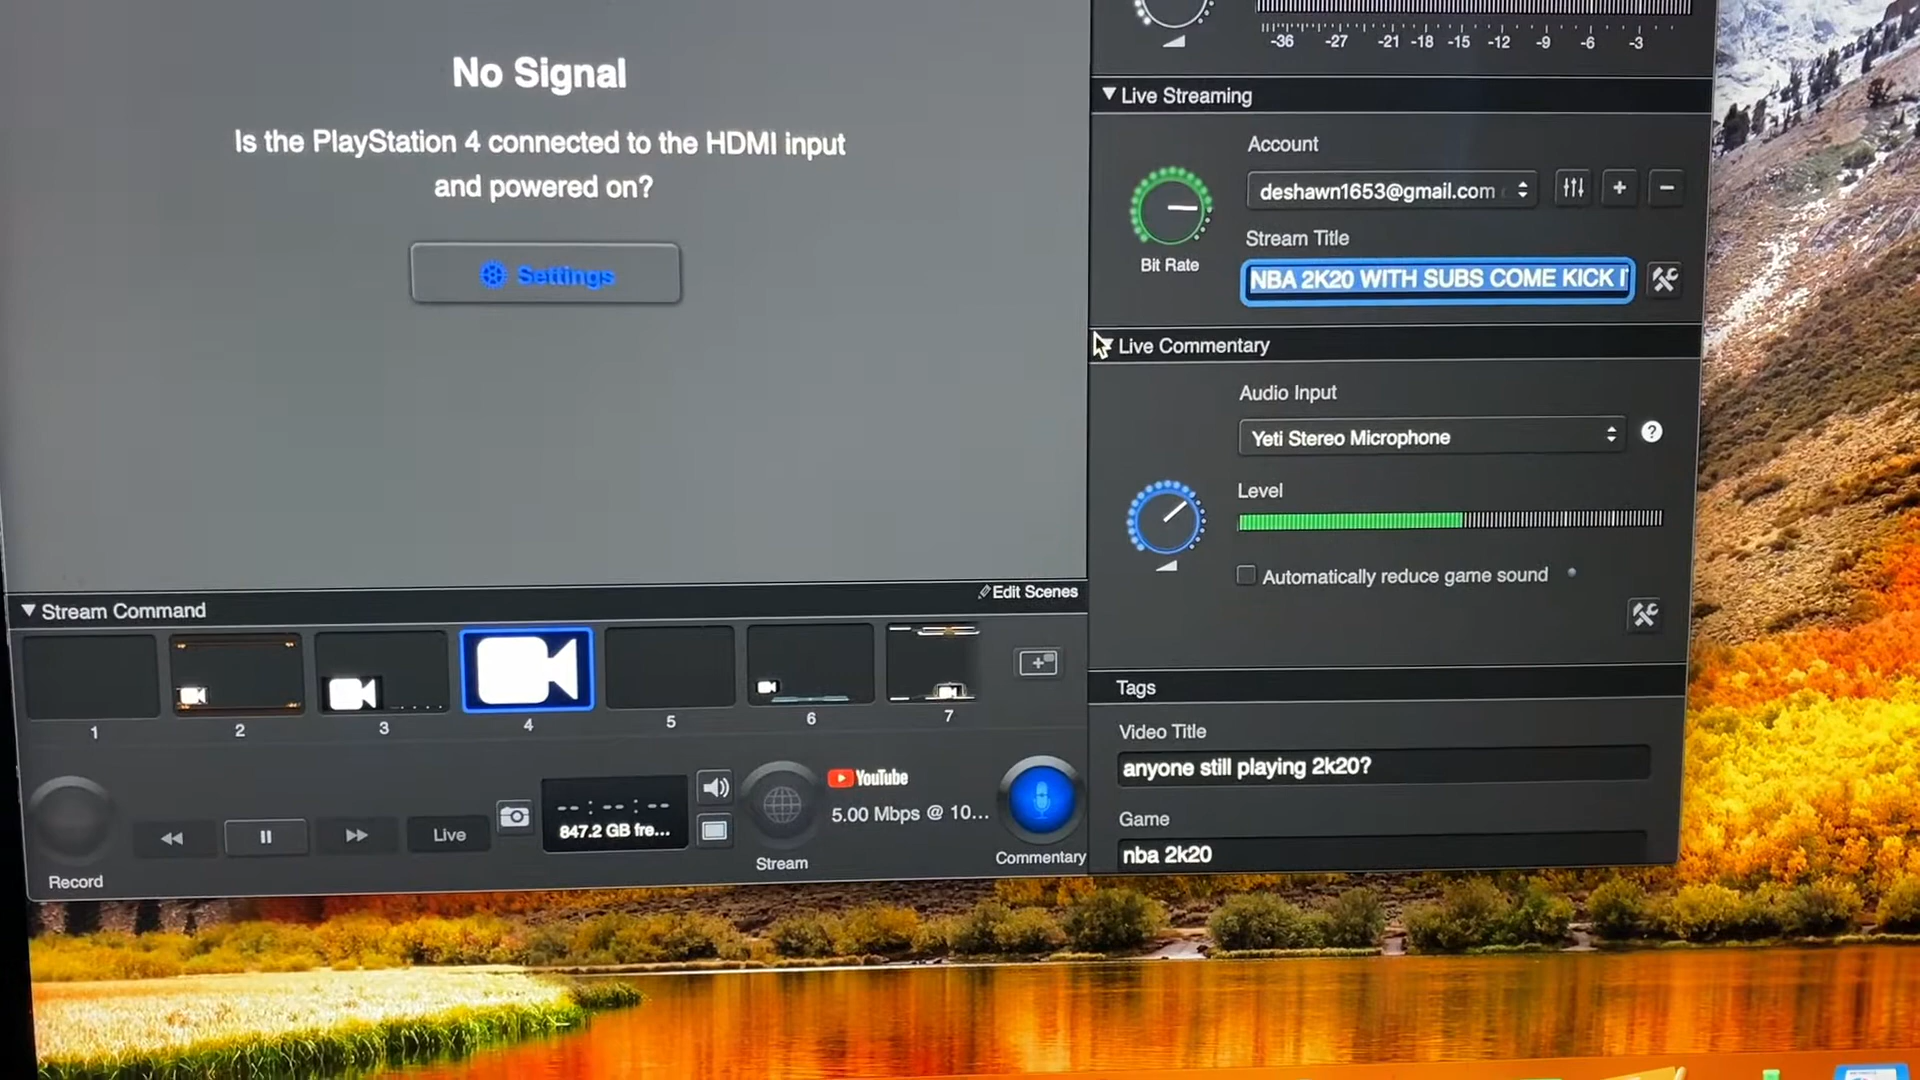 No Signal
Is the PlayStation 4 connected to the HDMI input
and powered on?
Settings
-36 -27 -21 -18 -15 -12 -9 -6 -3
Live Streaming
Account
deshawn1653@gmail.com
Bit Rate
Stream Title
NBA 2K20 WITH SUBS COME KICK I
Live Commentary
Audio Input
Yeti Stereo Microphone
?
Level
Automatically reduce game sound
Stream Command
Edit Scenes
1 2 3 4 5 6 7
Tags
Video Title
anyone still playing 2k20?
Game
nba 2k20
Record
Live
-- : -- : --
847.2 GB fre...
Stream
YouTube
5.00 Mbps @ 10...
Commentary